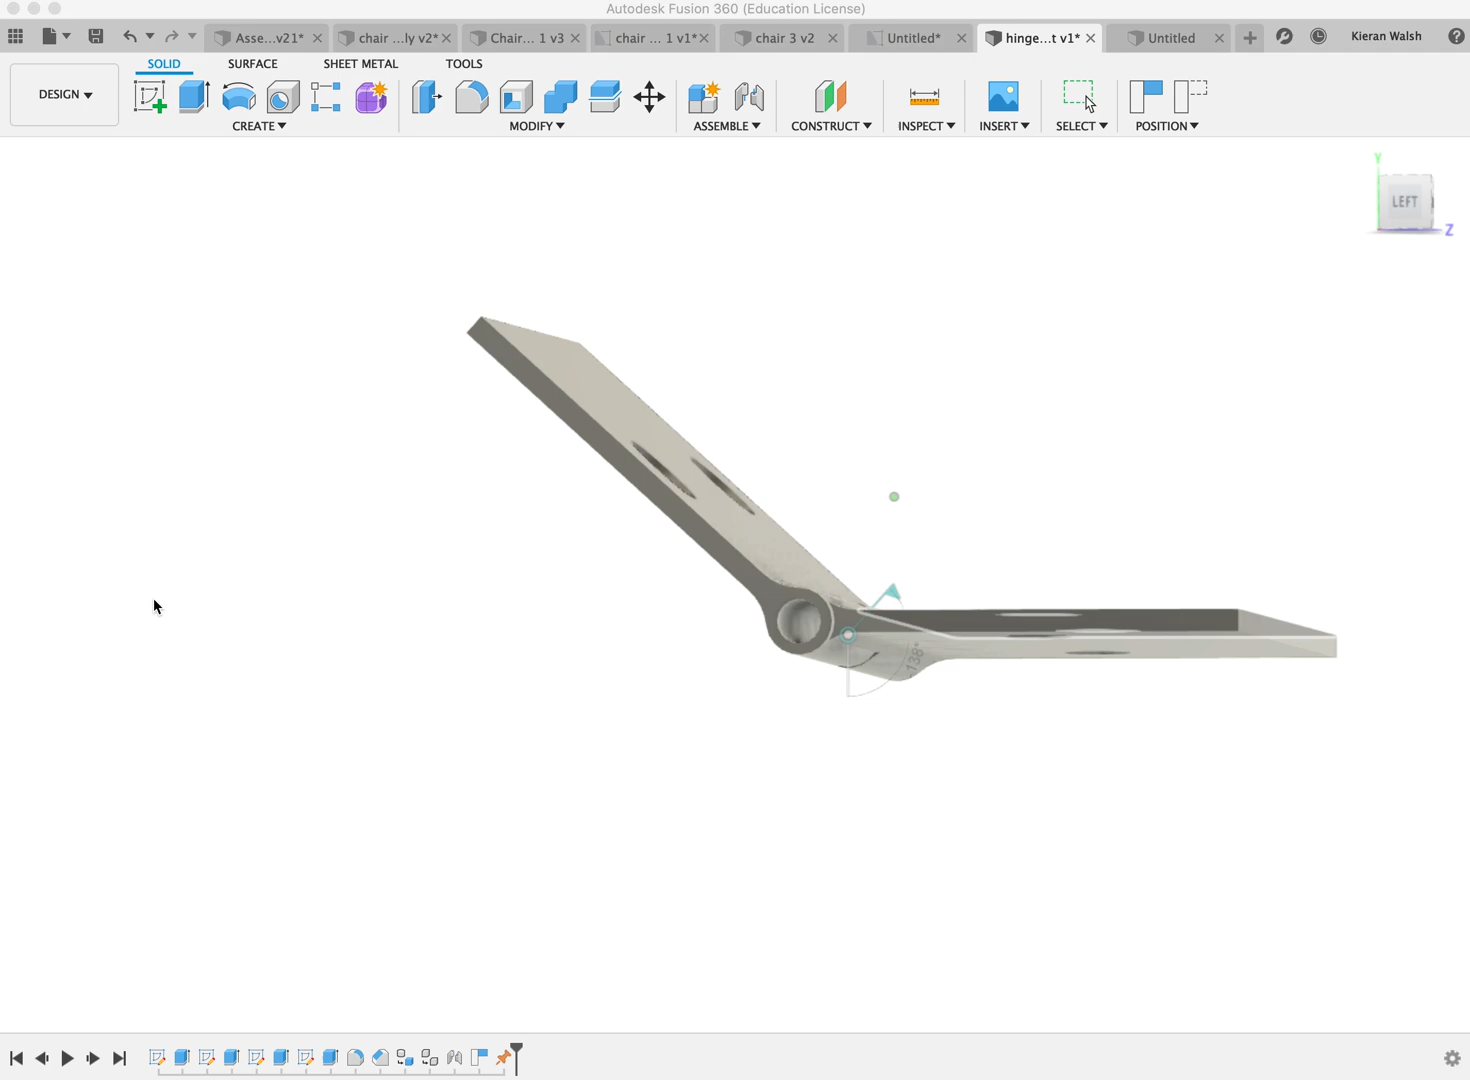 Autodesk Fusion 360 (Education License)
Asse...v21*
chair ...ly v2*
Chair... 1 v3
chair ... 1 v1*
chair 3 v2
Untitled*
hinge...t v1*
Untitled
Kieran Walsh
SOLID
SURFACE
SHEET METAL
TOOLS
DESIGN
CREATE
MODIFY
ASSEMBLE
CONSTRUCT
INSPECT
INSERT
SELECT
POSITION
Y
LEFT
Z
-138°